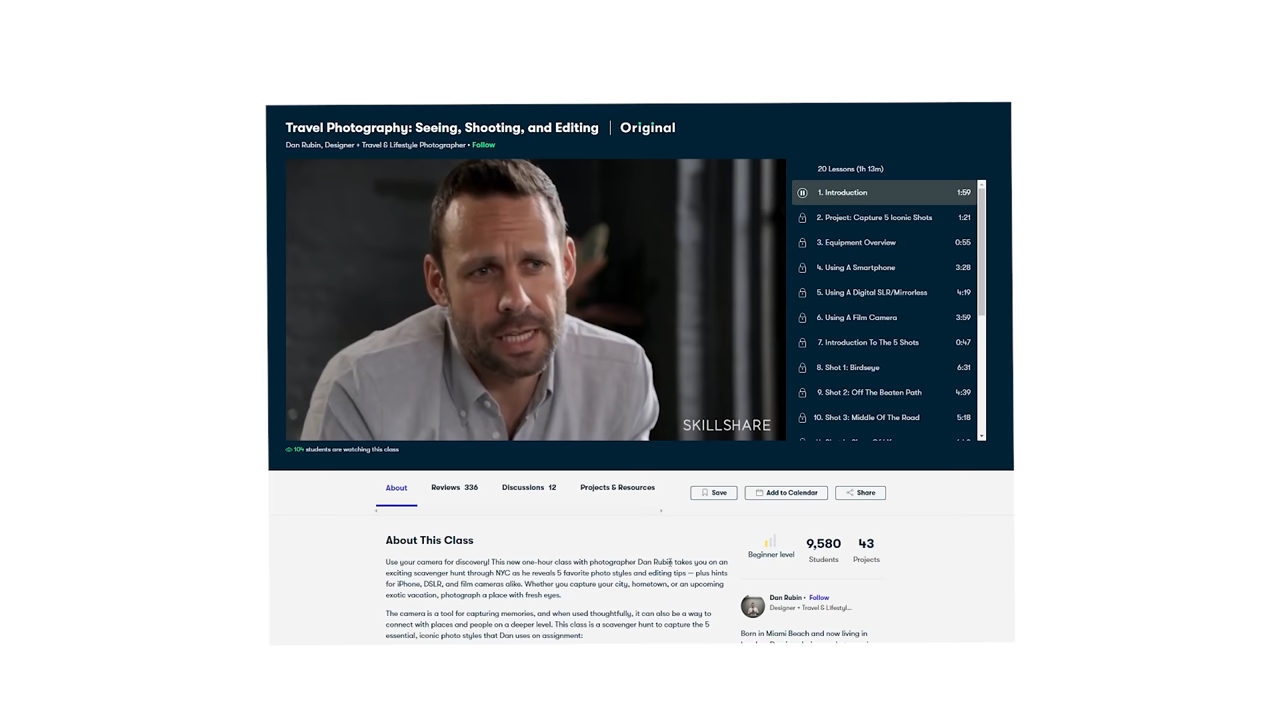 Travel Photography: Seeing, Shooting, and Editing | Original
Dan Rubin, Designer + Travel & Lifestyle Photographer • Follow
20 Lessons (1h 13m)
1. Introduction 1:59
2. Project: Capture 5 Iconic Shots 1:21
3. Equipment Overview 0:55
4. Using A Smartphone 3:28
5. Using A Digital SLR/Mirrorless 4:19
6. Using A Film Camera 3:59
7. Introduction To The 5 Shots 0:47
8. Shot 1: Birdseye 6:31
9. Shot 2: Off The Beaten Path 4:39
10. Shot 3: Middle Of The Road 5:18
SKILLSHARE
104 students are watching this class
About Reviews 336 Discussions 12 Projects & Resources
Save Add to Calendar Share
About This Class
Use your camera for discovery! This new one-hour class with photographer Dan Rubin takes you on an
exciting scavenger hunt through NYC as he reveals 5 favorite photo styles and editing tips — plus hints
for iPhone, DSLR, and film cameras alike. Whether you capture your city, hometown, or an upcoming
exotic vacation, photograph a place with fresh eyes.
The camera is a tool for capturing memories, and when used thoughtfully, it can also be a way to
connect with places and people on a deeper level. This class is a scavenger hunt to capture the 5
essential, iconic photo styles that Dan uses on assignment:
Beginner level
9,580
Students
43
Projects
Dan Rubin • Follow
Designer + Travel & Lifestyl...
Born in Miami Beach and now living in